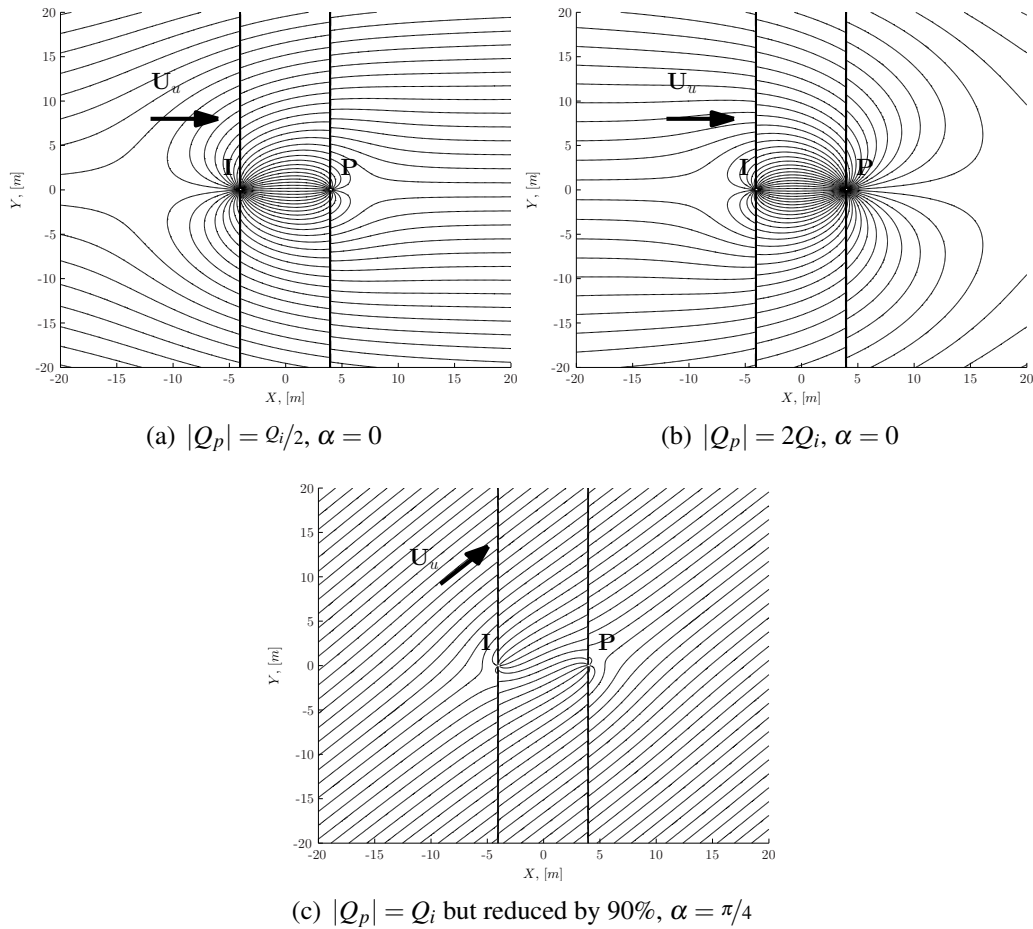 20
15
10
5
0
-5
-10
-15
-20
-20 -15 -10 -5 0 5 10 15 20
Y, [m]
X, [m]
U_u
I
P
(a) |Q_p| = Q_i/2, α = 0
20
15
10
5
0
-5
-10
-15
-20
-20 -15 -10 -5 0 5 10 15 20
Y, [m]
X, [m]
U_u
I
P
(b) |Q_p| = 2Q_i, α = 0
20
15
10
5
0
-5
-10
-15
-20
-20 -15 -10 -5 0 5 10 15 20
Y, [m]
X, [m]
U_u
I
P
(c) |Q_p| = Q_i but reduced by 90%, α = π/4